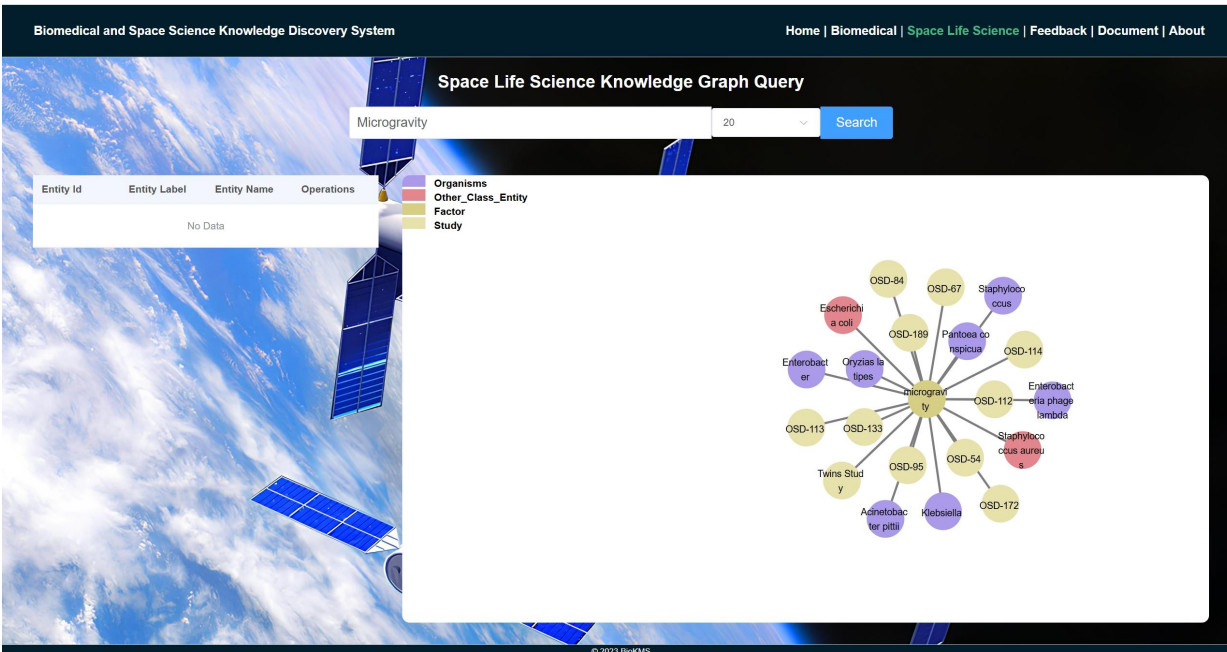 Biomedical and Space Science Knowledge Discovery System
Home | Biomedical | Space Life Science | Feedback | Document | About
Space Life Science Knowledge Graph Query
Microgravity
20
Search
Entity Id
Entity Label
Entity Name
Operations
No Data
Organisms
Other_Class_Entity
Factor
Study
OSD-84
OSD-67
Staphyloco
ccus
Escherichi
a coli
OSD-189
Pantoea co
nspicua
OSD-114
Enterobact
er
Oryzias la
tipes
microgravi
ty
OSD-112
Enterobact
eria phage
lambda
OSD-113
OSD-133
Staphyloco
ccus aureu
s
Twins Stud
y
OSD-95
OSD-54
Acinetobac
ter pittii
Klebsiella
OSD-172
© 2023 BioKMS